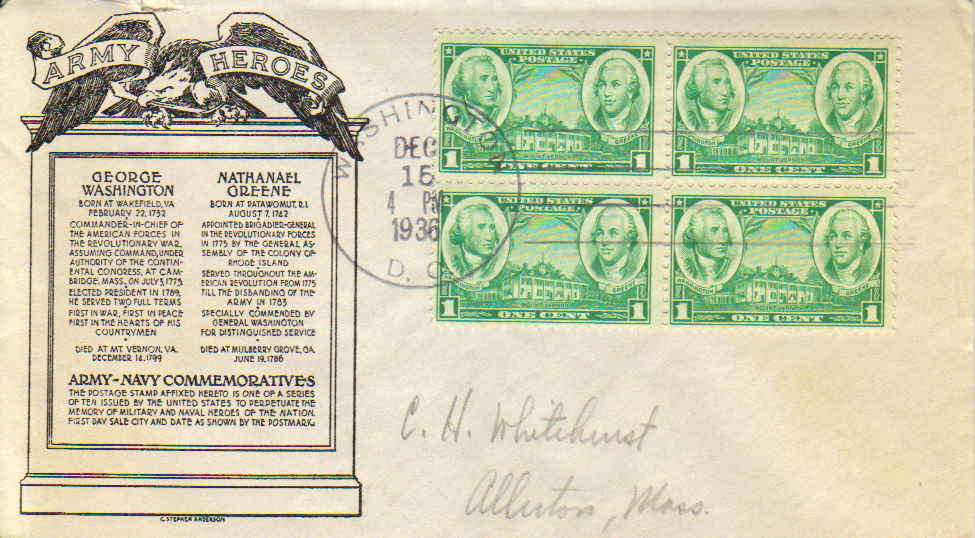 ARMY HEROES
GEORGE
WASHINGTON
BORN AT WAKEFIELD, VA
FEBRUARY 22, 1732
COMMANDER-IN-CHIEF OF
THE AMERICAN FORCES IN
THE REVOLUTIONARY WAR,
ASSUMING COMMAND, UNDER
AUTHORITY OF THE CONTIN-
ENTAL CONGRESS, AT CAM-
BRIDGE, MASS., ON JULY 3, 1775.
ELECTED PRESIDENT IN 1789,
HE SERVED TWO FULL TERMS
FIRST IN WAR, FIRST IN PEACE
FIRST IN THE HEARTS OF HIS
COUNTRYMEN
DIED AT MT. VERNON, VA.
DECEMBER 14, 1799
NATHANAEL
GREENE
BORN AT PATAWOMUT, R.I.
AUGUST 7, 1742
APPOINTED BRIGADIER-GENERAL
IN THE REVOLUTIONARY FORCES
IN 1775 BY THE GENERAL AS-
SEMBLY OF THE COLONY OF
RHODE ISLAND
SERVED THROUGHOUT THE AM-
ERICAN REVOLUTION FROM 1775
TILL THE DISBANDING OF THE
ARMY IN 1783
SPECIALLY COMMENDED BY
GENERAL WASHINGTON
FOR DISTINGUISHED SERVICE
DIED AT MULBERRY GROVE, GA.
JUNE 19, 1786
ARMY-NAVY COMMEMORATIVES
THE POSTAGE STAMP AFFIXED HERETO IS ONE OF A SERIES
OF TEN ISSUED BY THE UNITED STATES TO PERPETUATE THE
MEMORY OF MILITARY AND NAVAL HEROES OF THE NATION.
FIRST DAY SALE CITY AND DATE AS SHOWN BY THE POSTMARK.
C. STEPHEN ANDERSON
WASHINGTON
DEC
15
4 PM
1936
D. C.
UNITED STATES
POSTAGE
WASHINGTON
GREENE
1 ONE CENT 1
UNITED STATES
POSTAGE
WASHINGTON
GREENE
1 ONE CENT 1
UNITED STATES
POSTAGE
WASHINGTON
GREENE
1 ONE CENT 1
UNITED STATES
POSTAGE
WASHINGTON
GREENE
1 ONE CENT 1
C. H. Whitehurst
Allerton, Mass.